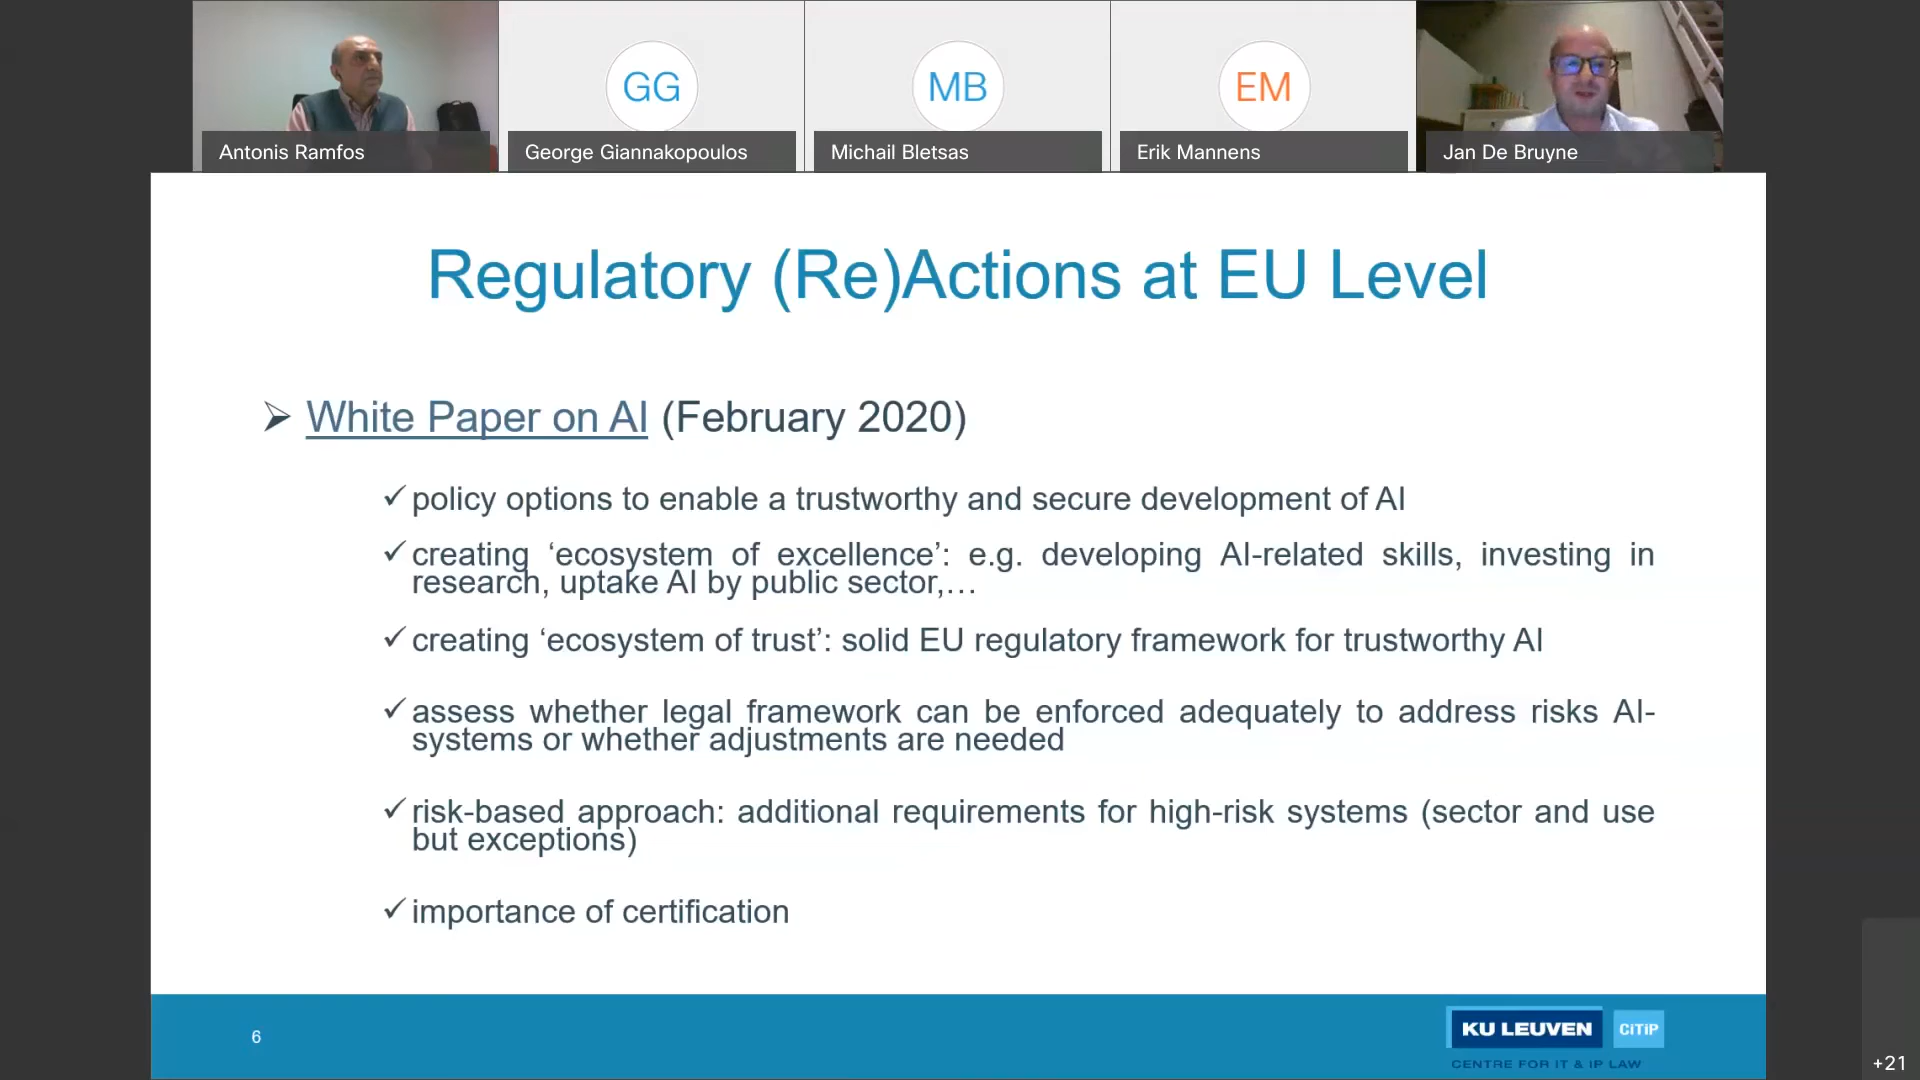 GG
MB
EM
Antonis Ramfos
George Giannakopoulos
Michail Bletsas
Erik Mannens
Jan De Bruyne
Regulatory (Re)Actions at EU Level
➢ White Paper on AI (February 2020)
✓ policy options to enable a trustworthy and secure development of AI
✓ creating ‘ecosystem of excellence’: e.g. developing AI-related skills, investing in
research, uptake AI by public sector,…
✓ creating ‘ecosystem of trust’: solid EU regulatory framework for trustworthy AI
✓ assess whether legal framework can be enforced adequately to address risks AI-
systems or whether adjustments are needed
✓ risk-based approach: additional requirements for high-risk systems (sector and use
but exceptions)
✓ importance of certification
6
KU LEUVEN CiTiP
CENTRE FOR IT & IP LAW
+21